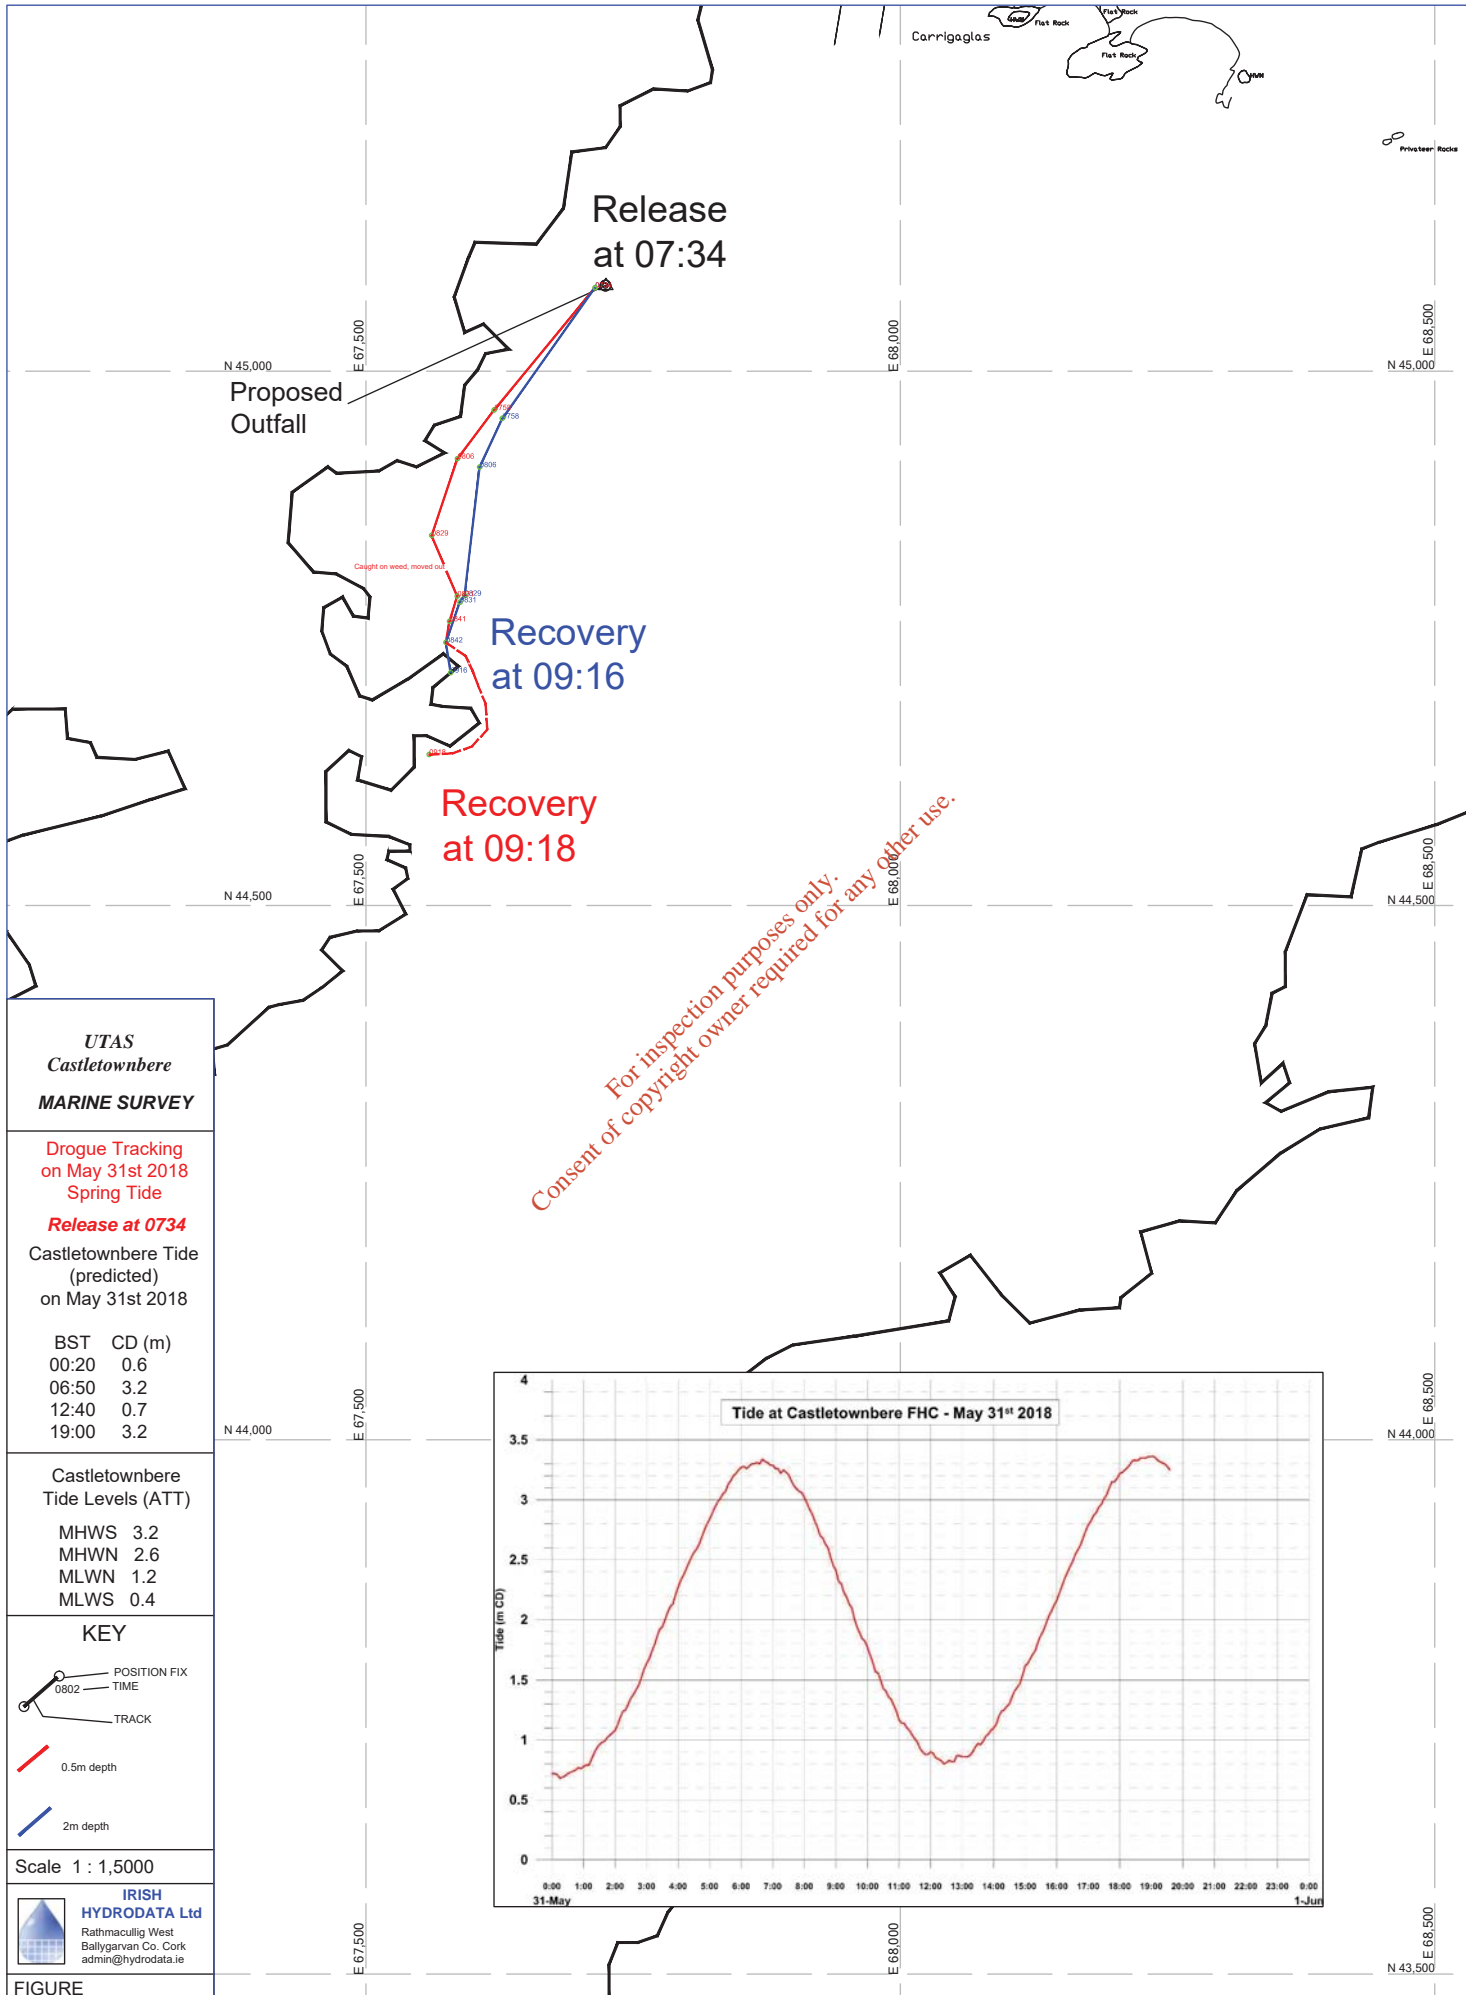 Carrigaglas
HWN
Flat Rock
Flat Rock
Flat Rock
HWN
Privateer Rocks
Release
at 07:34
E 67,500
E 68,000
E 68,500
N 45,000
N 45,000
Proposed
Outfall
0758
0806
0806
0829
Caught on weed, moved out
0829
0831
0841
0842
0916
0918
Recovery
at 09:16
Recovery
at 09:18
E 67,500
E 68,000
E 68,500
N 44,500
N 44,500
For inspection purposes only.
Consent of copyright owner required for any other use.
UTAS
Castletownbere
MARINE SURVEY
Drogue Tracking
on May 31st 2018
Spring Tide
Release at 0734
Castletownbere Tide
(predicted)
on May 31st 2018
BST CD (m)
00:20 0.6
06:50 3.2
12:40 0.7
19:00 3.2
Castletownbere
Tide Levels (ATT)
MHWS 3.2
MHWN 2.6
MLWN 1.2
MLWS 0.4
KEY
POSITION FIX
0802 TIME
TRACK
0.5m depth
2m depth
Scale 1 : 1,5000
IRISH
HYDRODATA Ltd
Rathmacullig West
Ballygarvan Co. Cork
admin@hydrodata.ie
FIGURE
E 67,500
E 68,500
N 44,000
N 44,000
Tide at Castletownbere FHC - May 31st 2018
Tide (m CD)
4
3.5
3
2.5
2
1.5
1
0.5
0
0:00 1:00 2:00 3:00 4:00 5:00 6:00 7:00 8:00 9:00 10:00 11:00 12:00 13:00 14:00 15:00 16:00 17:00 18:00 19:00 20:00 21:00 22:00 23:00 0:00
31-May 1-Jun
E 67,500
E 68,000
E 68,500
N 43,500